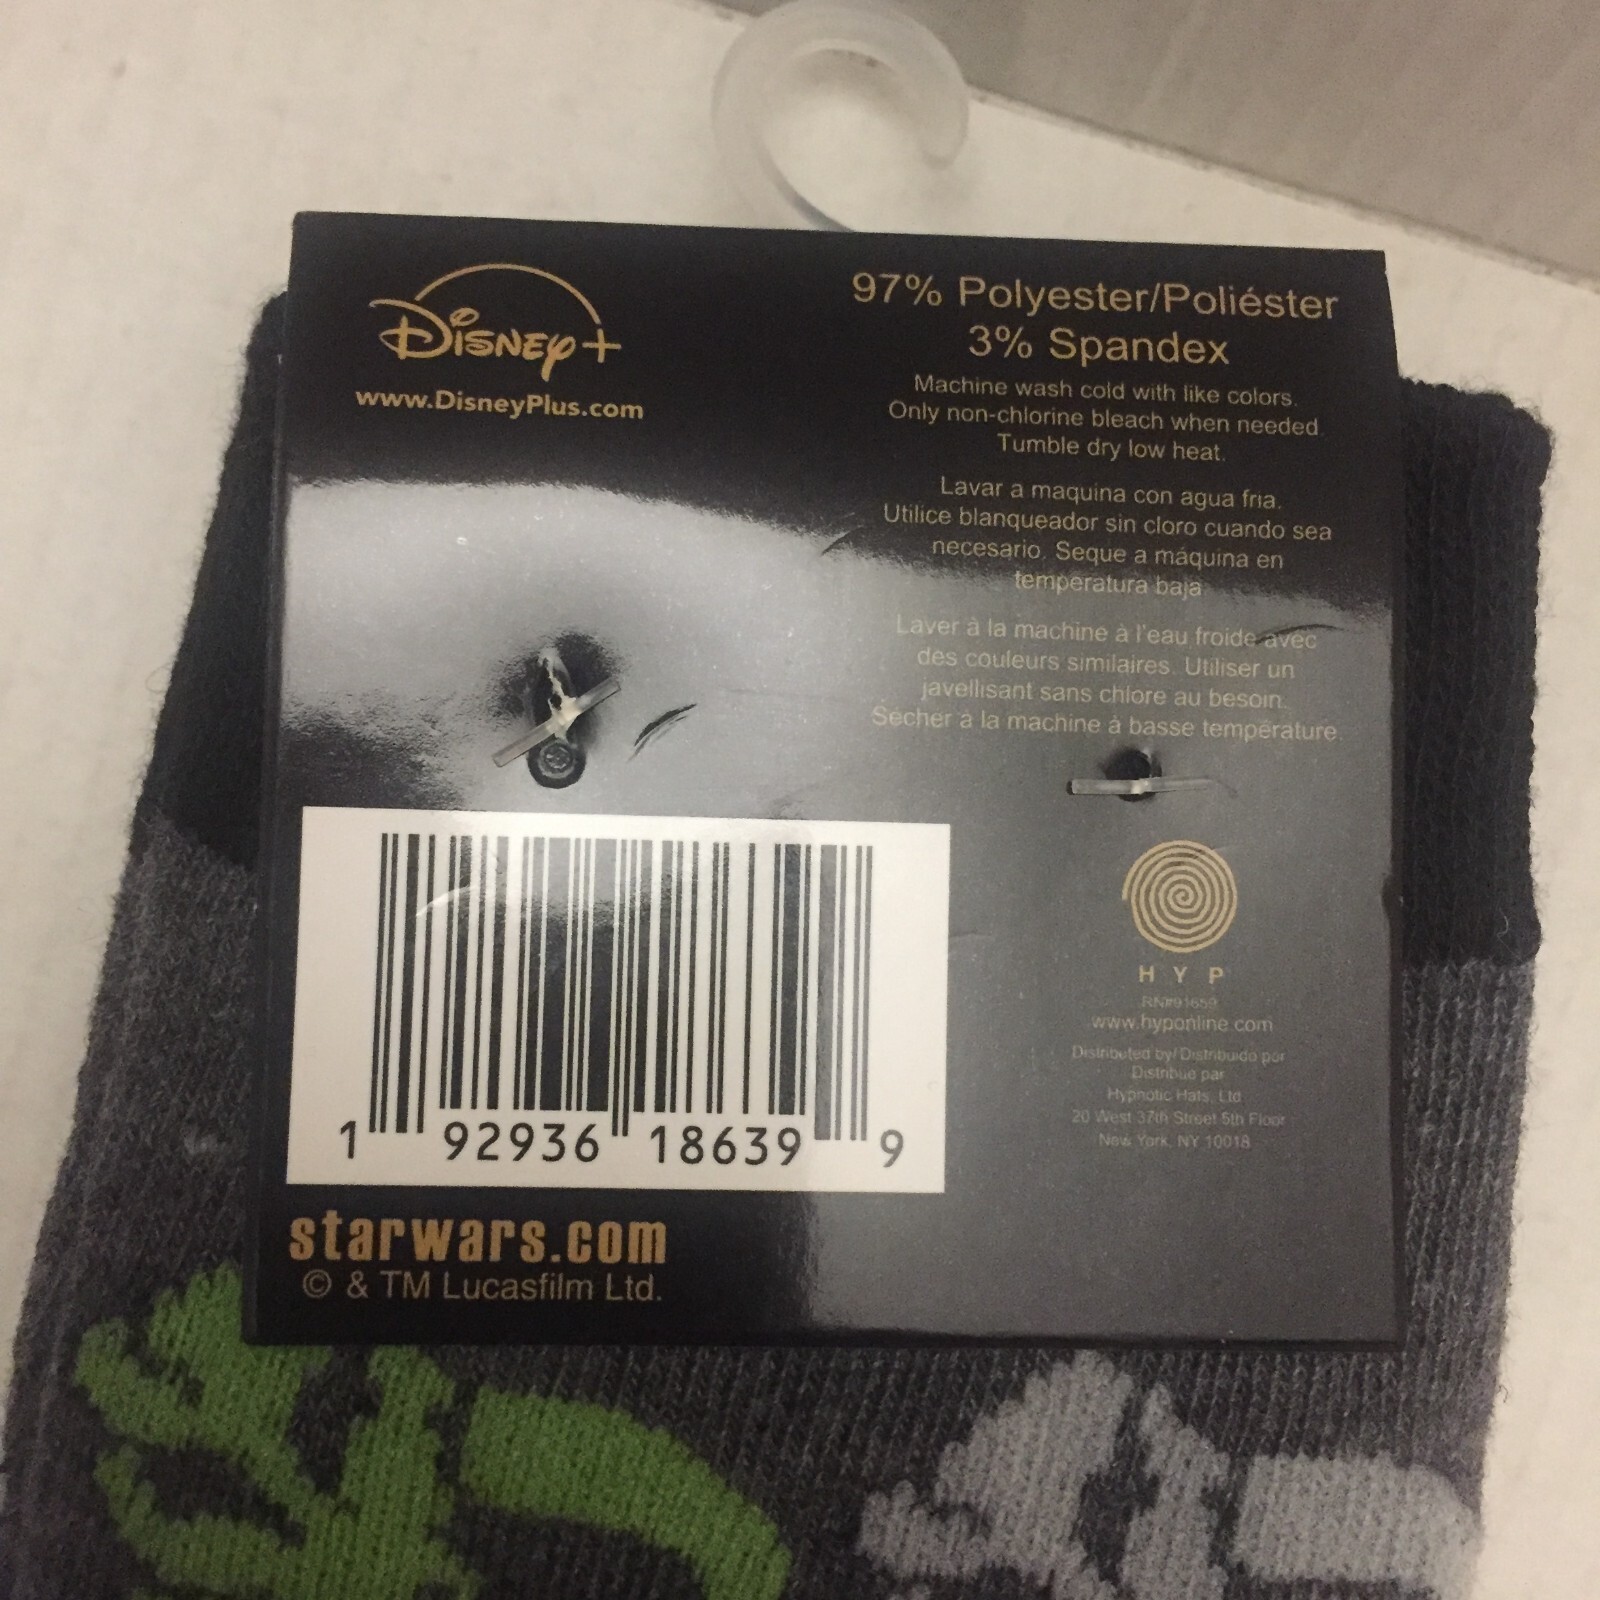 Disney+
www.DisneyPlus.com
97% Polyester/Poliéster
3% Spandex
Machine wash cold with like colors.
Only non-chlorine bleach when needed.
Tumble dry low heat.
Lavar a maquina con agua fria.
Utilice blanqueador sin cloro cuando sea
necesario. Seque a máquina en
temperatura baja
Laver à la machine à l'eau froide avec
des couleurs similaires. Utiliser un
javellisant sans chlore au besoin.
Sécher à la machine à basse température.
1 92936 18639 9
starwars.com
© & TM Lucasfilm Ltd.
HYP
RN#91659
www.hyponline.com
Distributed by/Distribuido por
Distribué par
Hypnotic Hats, Ltd
20 West 37th Street 5th Floor
New York, NY 10018